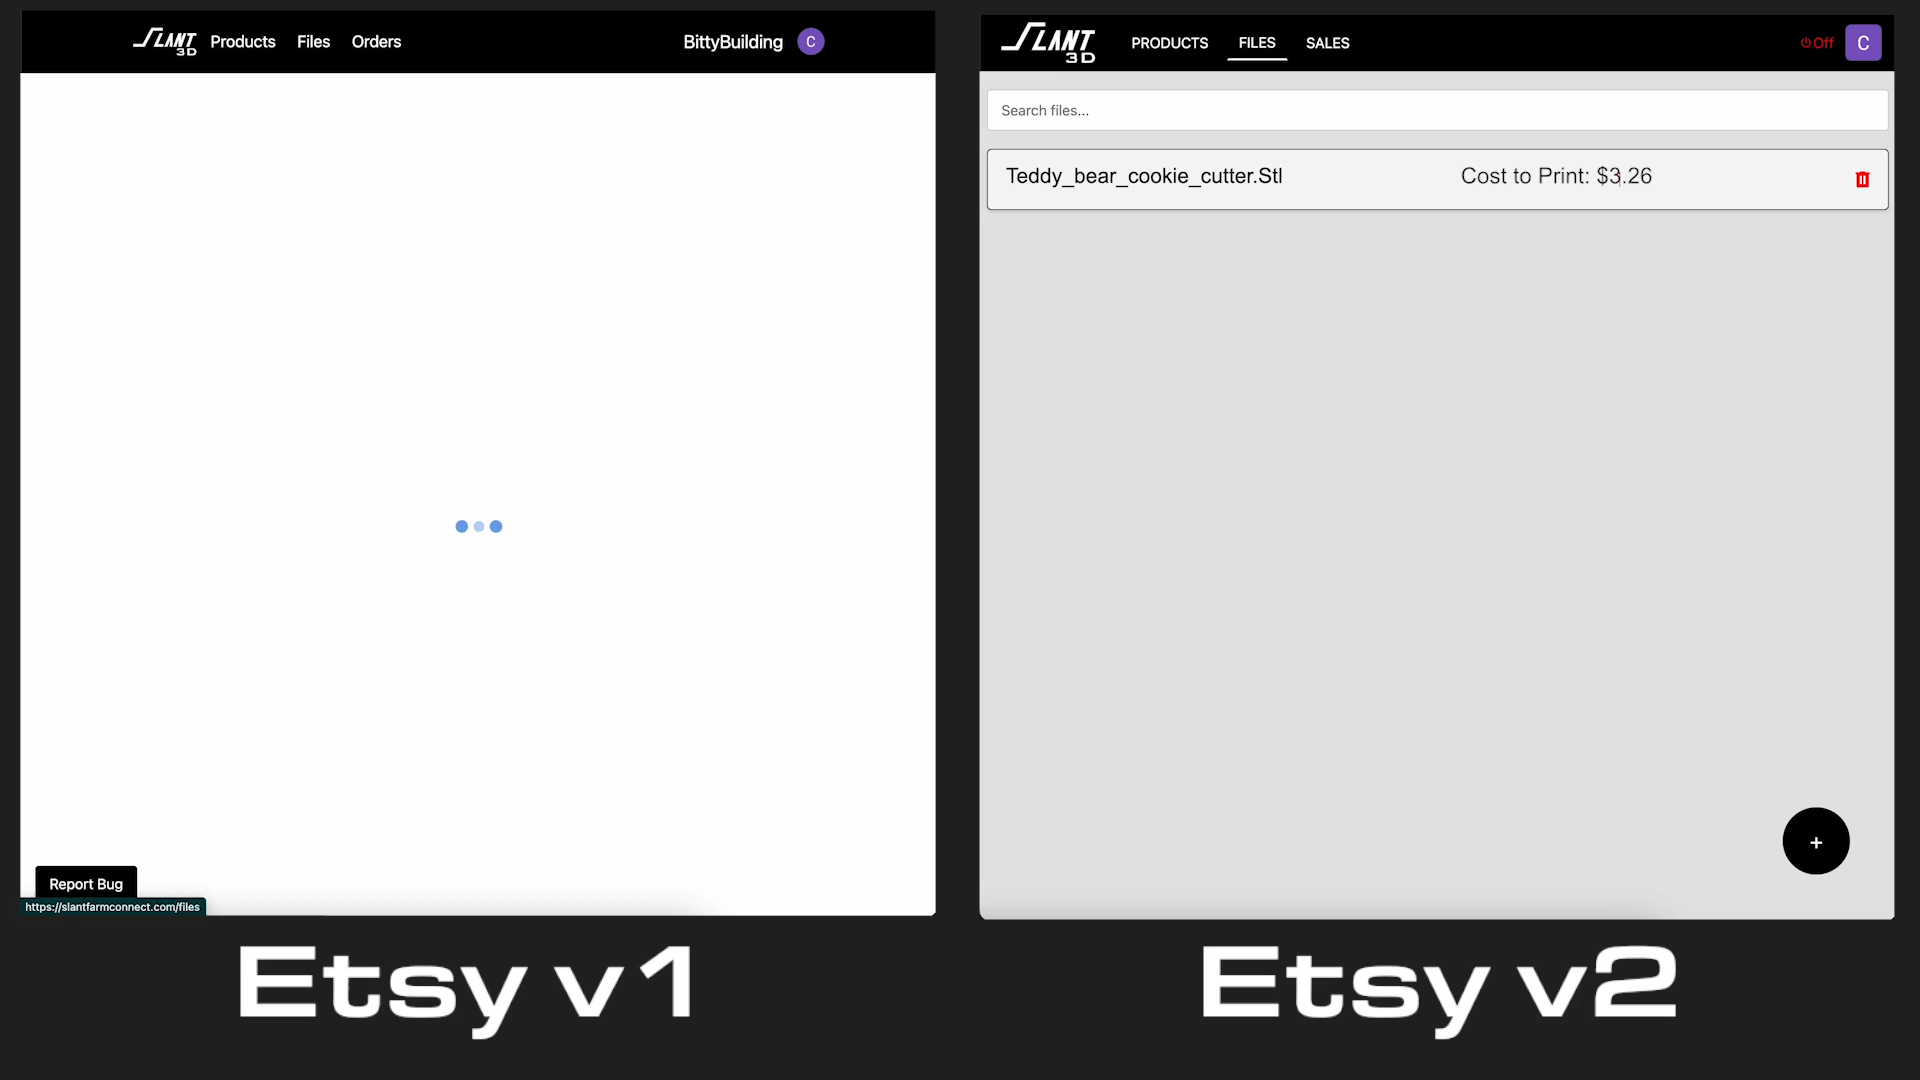 SLANT 3D Products Files Orders BittyBuilding C
Report Bug
https://slantfarmconnect.com/files
Etsy v1
SLANT 3D PRODUCTS FILES SALES Off C
Search files...
Teddy_bear_cookie_cutter.Stl Cost to Print: $3.26
+
Etsy v2